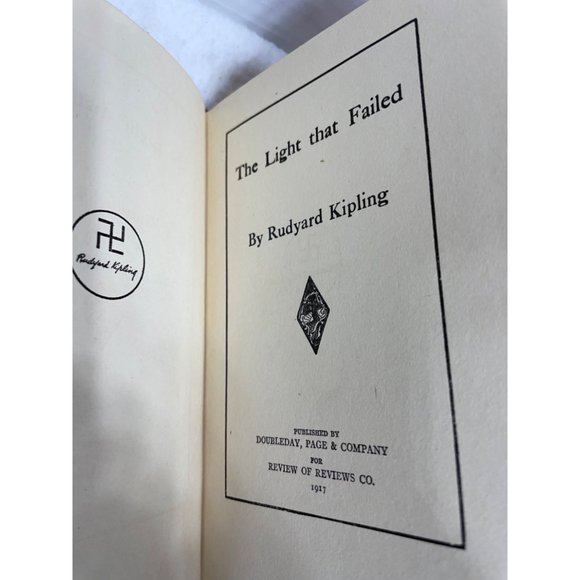 Rudyard Kipling
The Light that Failed
By Rudyard Kipling
PUBLISHED BY
DOUBLEDAY, PAGE & COMPANY
FOR
REVIEW OF REVIEWS CO.
1917